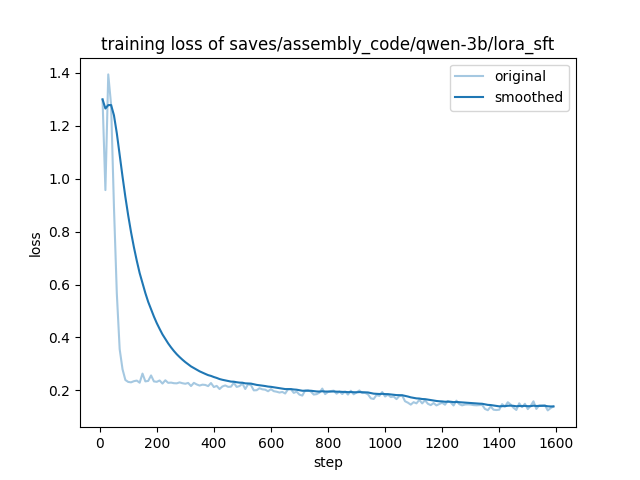 training loss of saves/assembly_code/qwen-3b/lora_sft
original
smoothed
loss
1.4
1.2
1.0
0.8
0.6
0.4
0.2
0 200 400 600 800 1000 1200 1400 1600
step